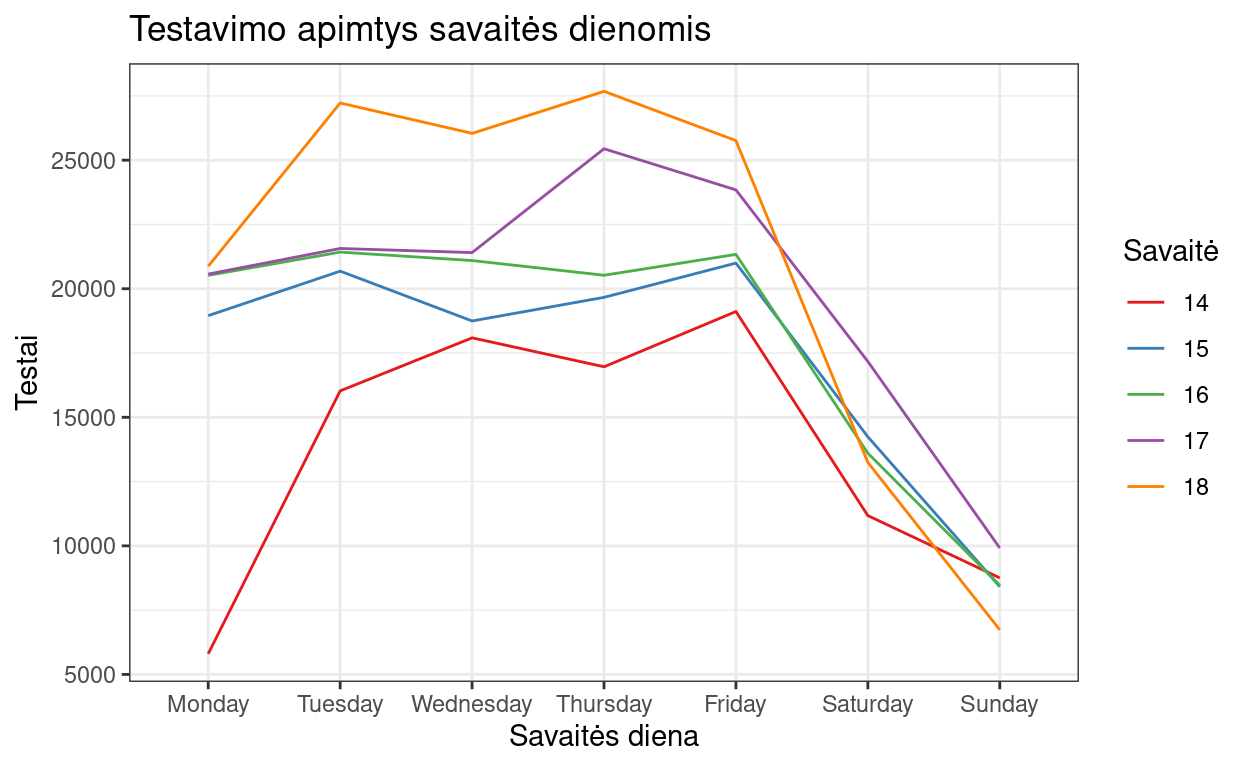 Testavimo apimtys savaitės dienomis
Testai
25000
20000
15000
10000
5000
Monday Tuesday Wednesday Thursday Friday Saturday Sunday
Savaitės diena
Savaitė
14
15
16
17
18